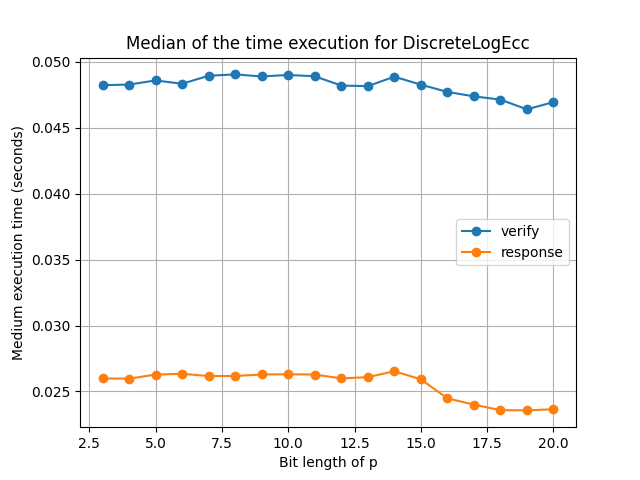 Median of the time execution for DiscreteLogEcc
Medium execution time (seconds)
0.050
0.045
0.040
0.035
0.030
0.025
verify
response
2.5 5.0 7.5 10.0 12.5 15.0 17.5 20.0
Bit length of p